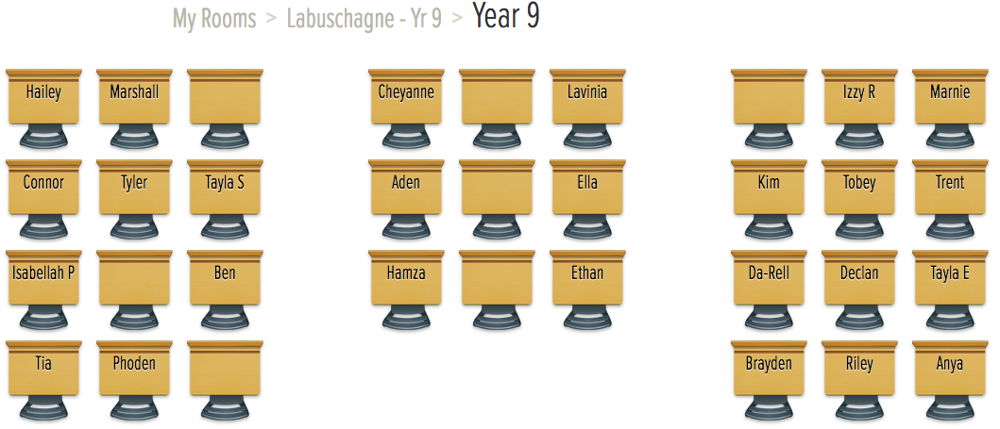 My Rooms > Labuschagne - Yr 9 > Year 9
Hailey Marshall Cheyanne Lavinia Izzy R Marnie
Connor Tyler Tayla S Aden Ella Kim Tobey Trent
Isabellah P Ben Hamza Ethan Da-Rell Declan Tayla E
Tia Phoden Brayden Riley Anya